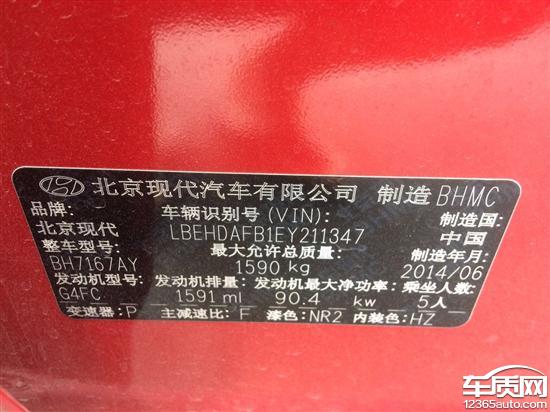 北京现代汽车有限公司 制造 BHMC
品牌: 车辆识别号(VIN): 制造国:
北京现代 LBEHDAFB1EY211347 中国
整车型号: 最大允许总质量: 制造年月:
BH7167AY 1590 kg 2014/06
发动机型号: 发动机排量: 发动机最大净功率: 乘坐人数:
G4FC 1591 ml 90.4 kw 5人
变速器: P 主减速比: F 漆色: NR2 内装色: HZ
车质网
12365auto.com